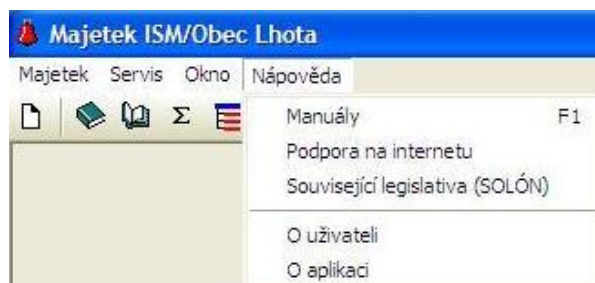 Majetek ISM/Obec Lhota
Majetek Servis Okno Nápověda
Σ
Manuály F1
Podpora na internetu
Související legislativa (SOLÓN)
O uživateli
O aplikaci